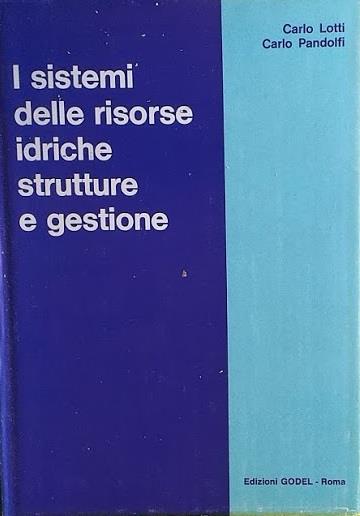 Carlo Lotti
Carlo Pandolfi
I sistemi
delle risorse
idriche
strutture
e gestione
Edizioni GODEL - Roma